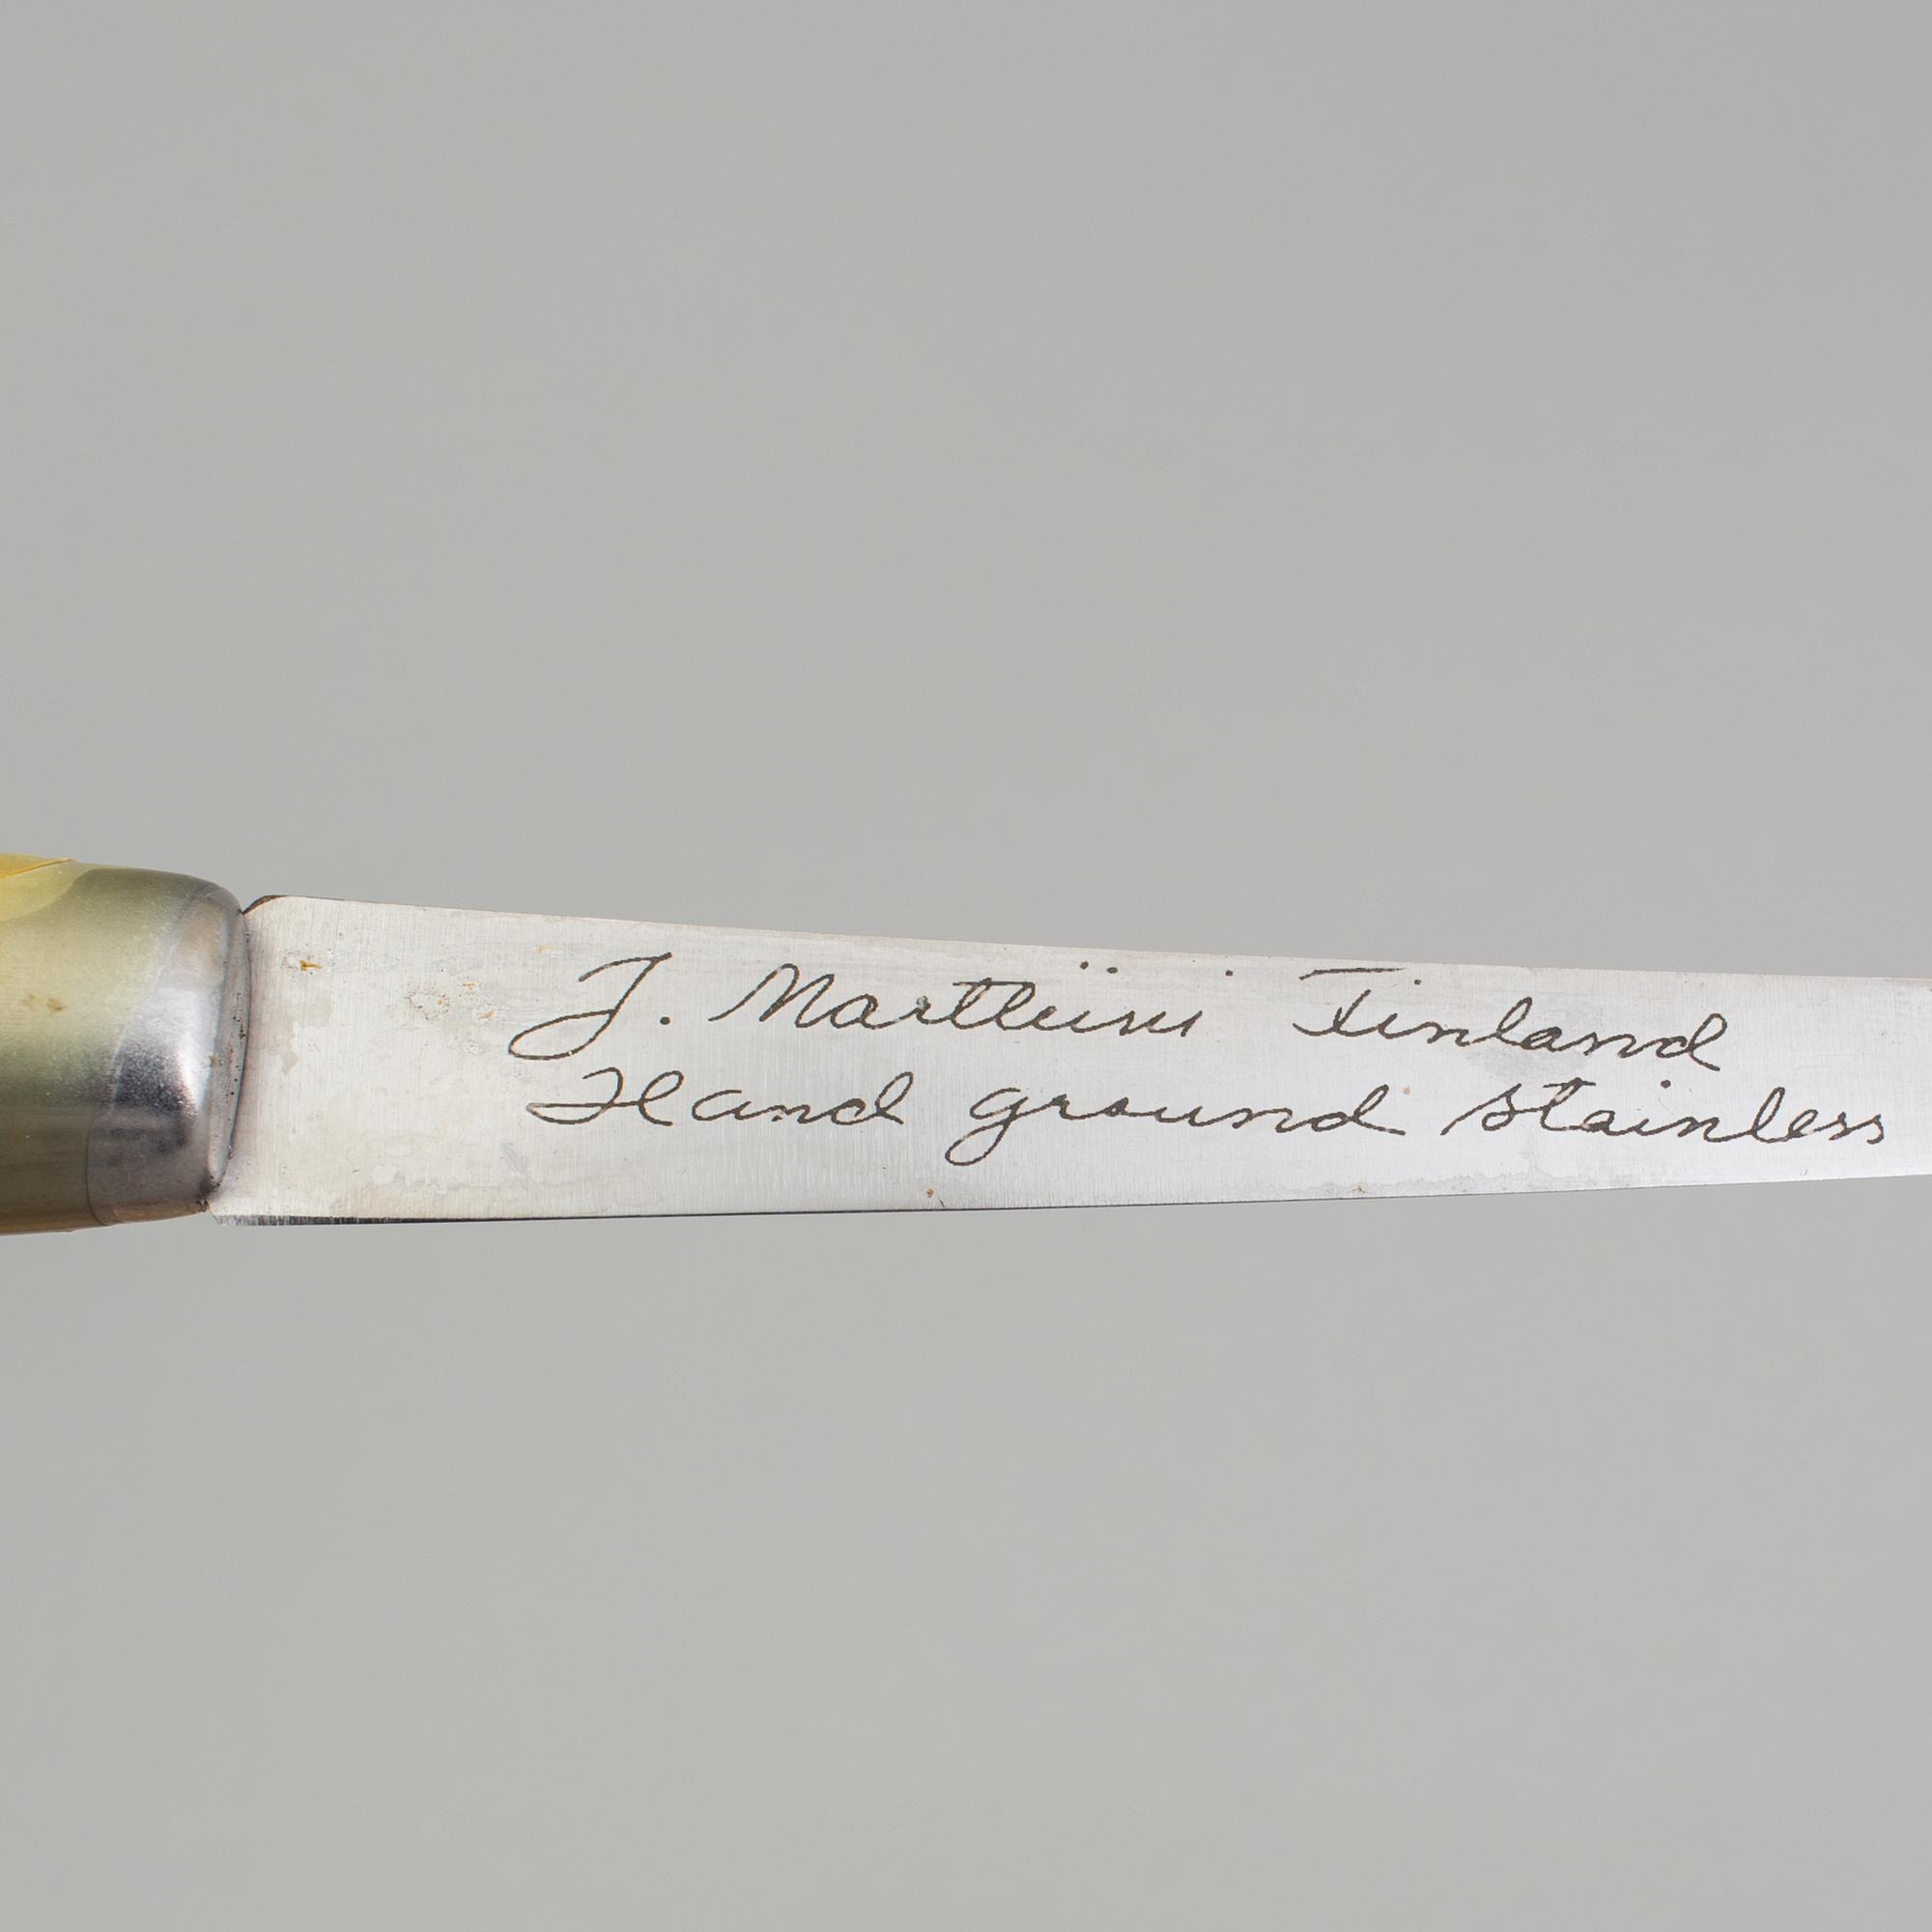 J. Marttiini Finland
Hand ground stainless